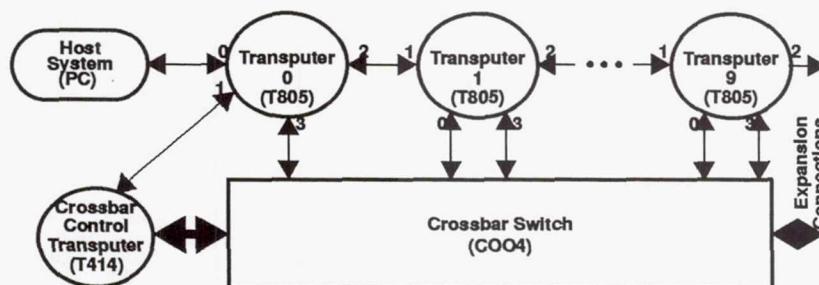 Host
System
(PC)
0
1
Transputer
0
(T805)
2
3
1
Transputer
1
(T805)
2
0
3
1
Transputer
9
(T805)
2
0
3
Crossbar
Control
Transputer
(T414)
Crossbar Switch
(COO4)
Expansion
Connections